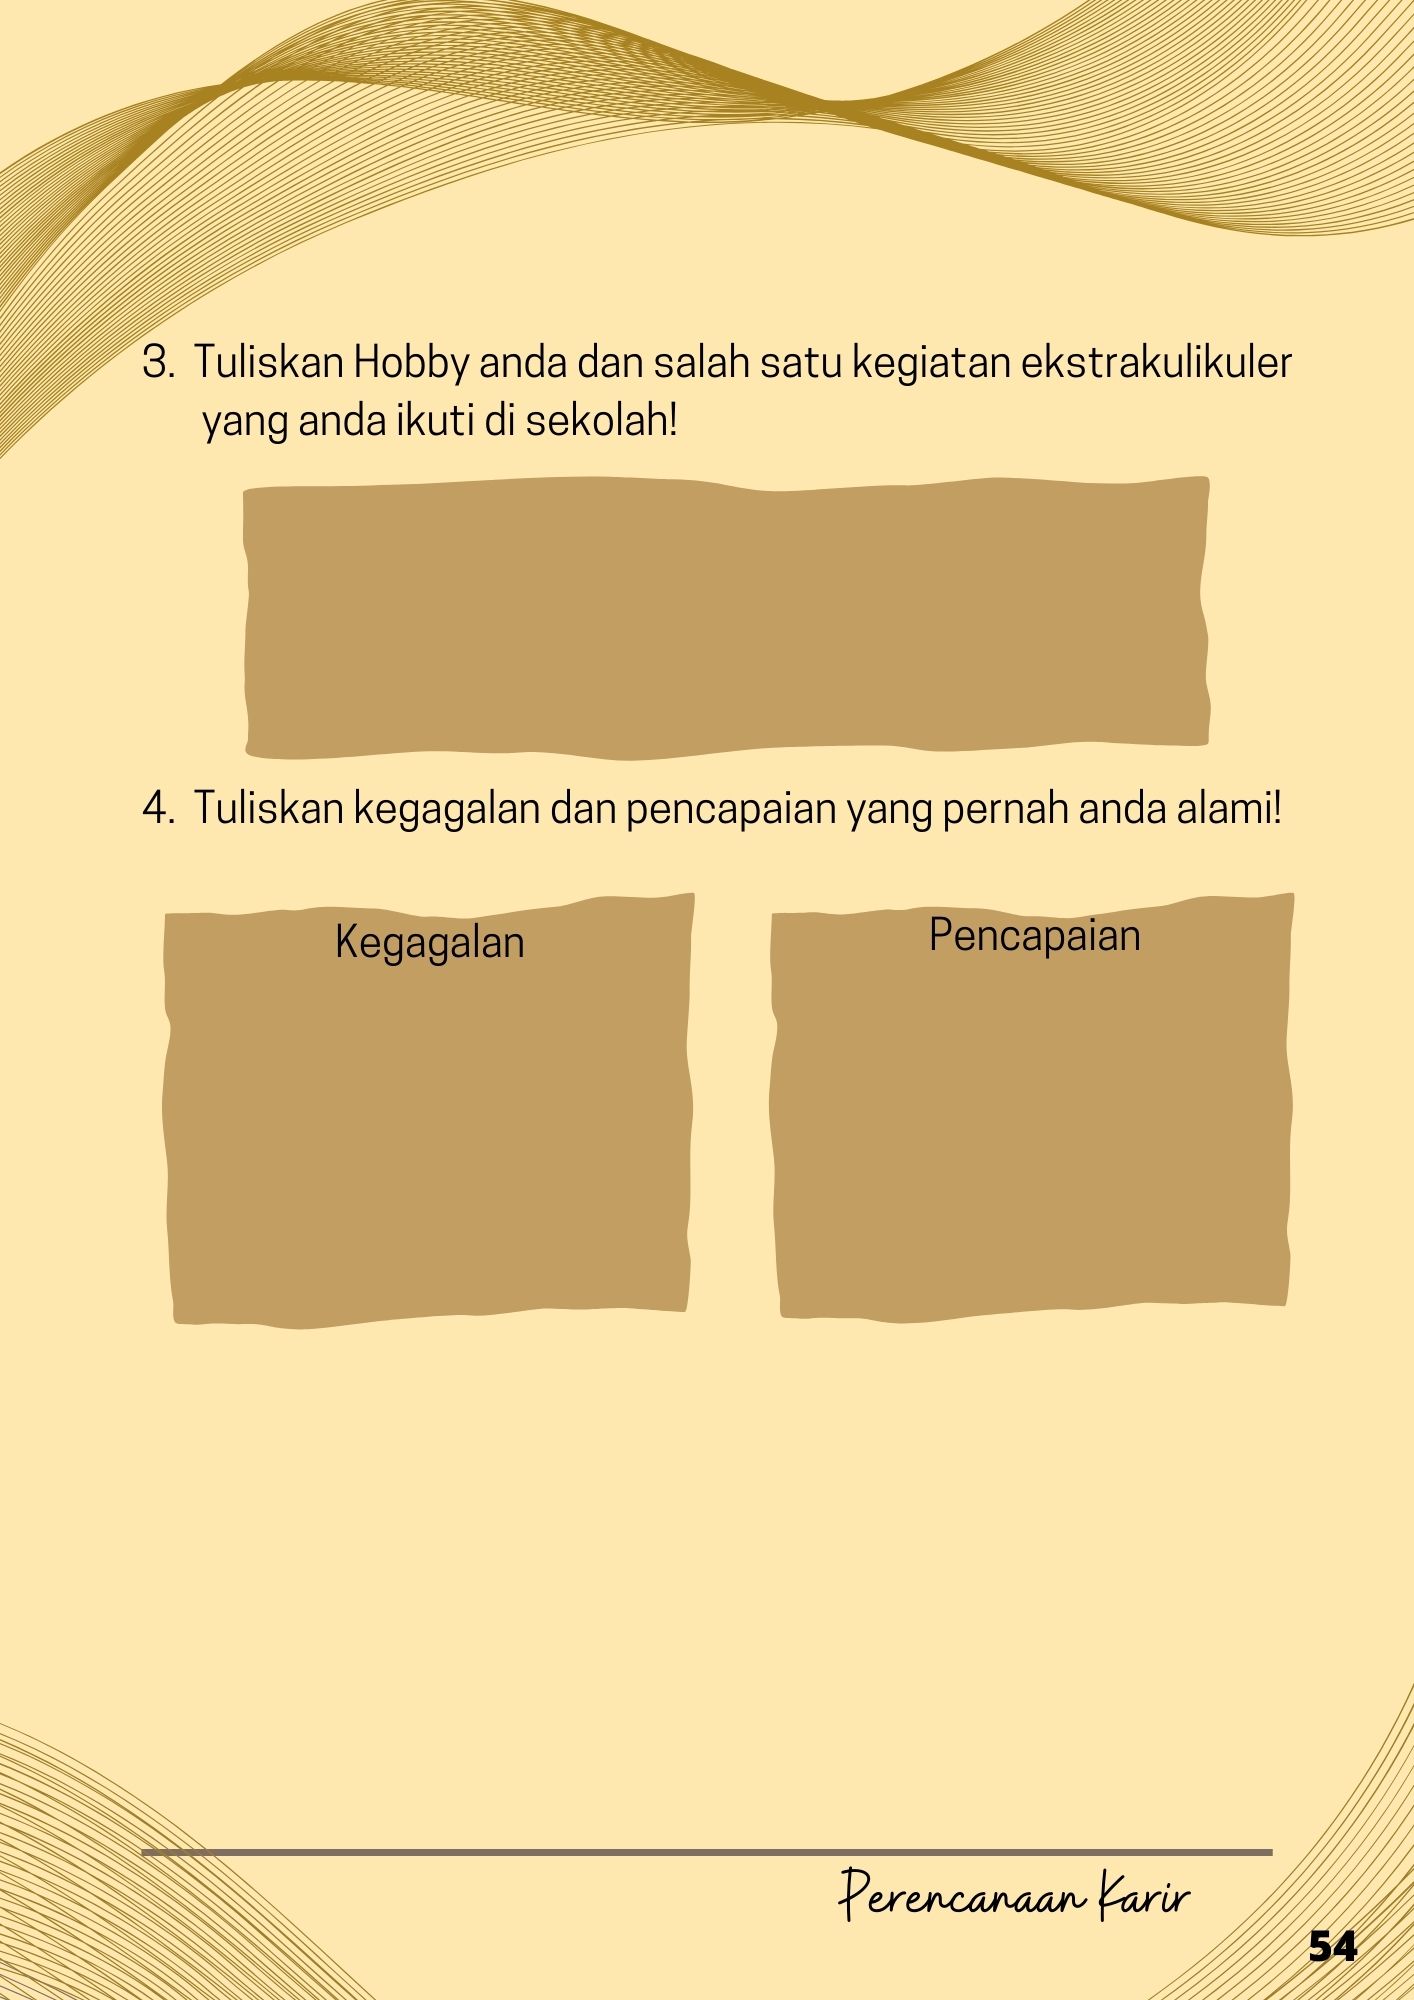 3. Tuliskan Hobby anda dan salah satu kegiatan ekstrakulikuler
yang anda ikuti di sekolah!
4. Tuliskan kegagalan dan pencapaian yang pernah anda alami!
Kegagalan
Pencapaian
Perencanaan Karir
54